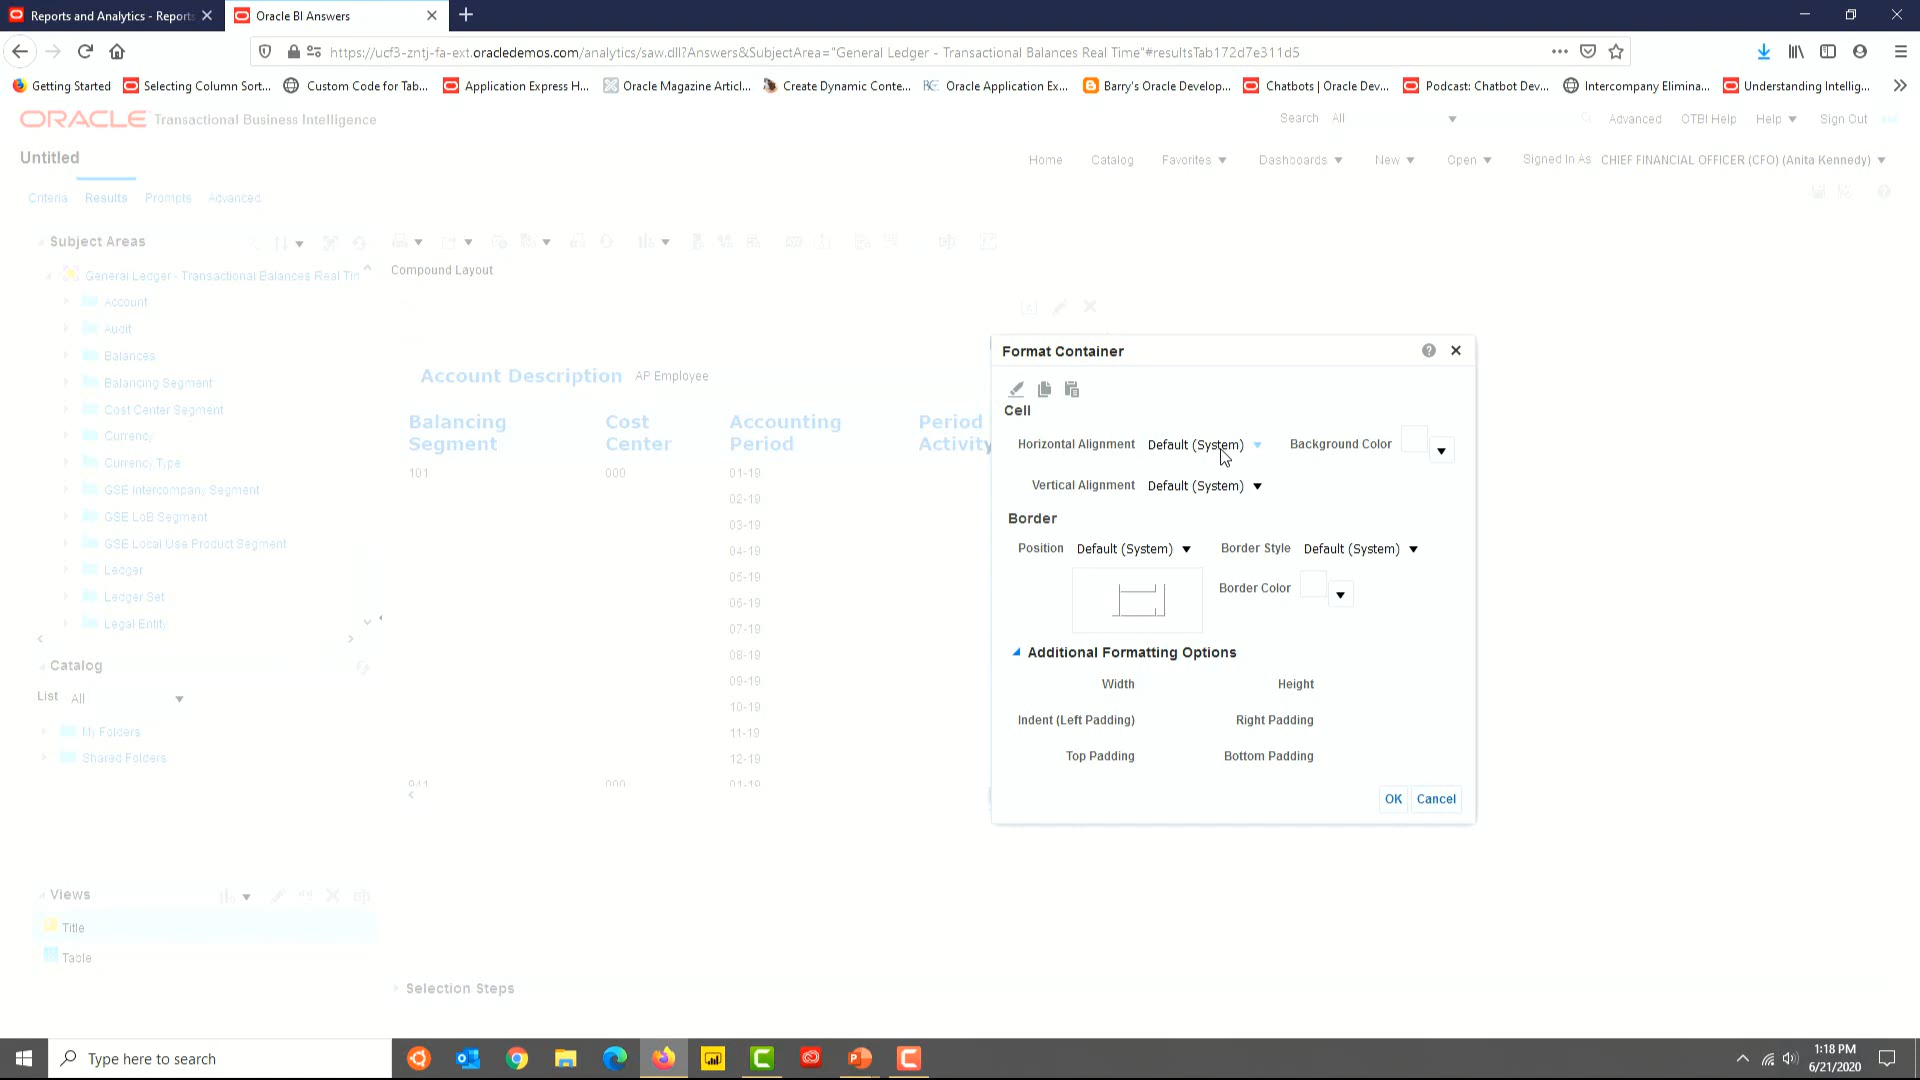 Reports and Analytics - Reports
Oracle BI Answers
https://ucf3-zntj-fa-ext.oracledemos.com/analytics/saw.dll?Answers&SubjectArea="General Ledger - Transactional Balances Real Time"#resultsTab172d7e311d5
Getting Started
Selecting Column Sort...
Custom Code for Tab...
Application Express H...
Oracle Magazine Articl...
Create Dynamic Conte...
Oracle Application Ex...
Barry's Oracle Develop...
Chatbots | Oracle Dev...
Podcast: Chatbot Dev...
Intercompany Elimina...
Understanding Intellig...
ORACLE Transactional Business Intelligence
Search All
Advanced
OTBI Help
Help
Sign Out
Untitled
Home
Catalog
Favorites
Dashboards
New
Open
Signed In As CHIEF FINANCIAL OFFICER (CFO) (Anita Kennedy)
Criteria
Results
Prompts
Advanced
Subject Areas
General Ledger - Transactional Balances Real Tim
Account
Audit
Balances
Balancing Segment
Cost Center Segment
Currency
Currency Type
GSE Intercompany Segment
GSE LoB Segment
GSE Local Use Product Segment
Ledger
Ledger Set
Legal Entity
Catalog
List All
My Folders
Shared Folders
Views
Title
Table
Compound Layout
Account Description AP Employee
Balancing Segment
Cost Center
Accounting Period
Period Activity
101 000 01-19
02-19
03-19
04-19
05-19
06-19
07-19
08-19
09-19
10-19
11-19
12-19
941 000 01-19
Selection Steps
Format Container
Cell
Horizontal Alignment Default (System)
Background Color
Vertical Alignment Default (System)
Border
Position Default (System)
Border Style Default (System)
Border Color
Additional Formatting Options
Width
Height
Indent (Left Padding)
Right Padding
Top Padding
Bottom Padding
OK
Cancel
Type here to search
1:18 PM
6/21/2020